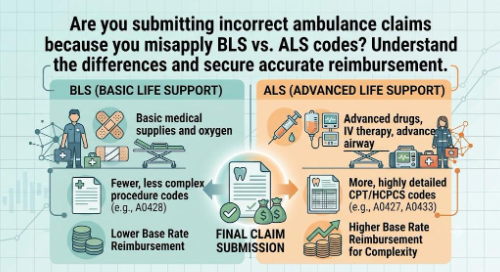 Are you submitting incorrect ambulance claims
because you misapply BLS vs. ALS codes? Understand
the differences and secure accurate reimbursement.
BLS (BASIC LIFE SUPPORT)
Basic medical
supplies and oxygen
Fewer, less complex
procedure codes
(e.g., A0428)
Lower Base Rate
Reimbursement
ALS (ADVANCED LIFE SUPPORT)
Advanced drugs,
IV therapy, advance
airway
More, highly detailed
CPT/HCPCS codes
(e.g., A0427, A0433)
Higher Base Rate
Reimbursement
for Complexity
FINAL CLAIM
SUBMISSION